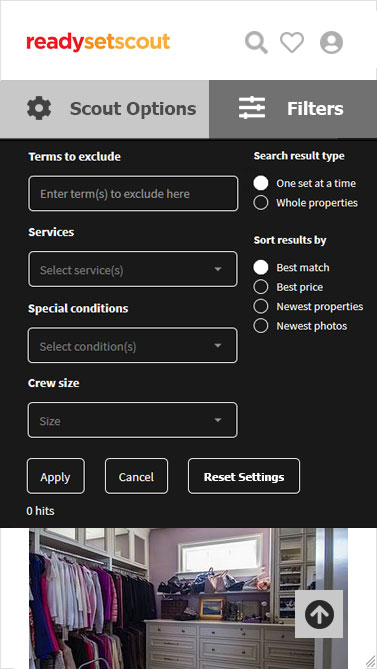 readysetscout
Scout Options
Filters
Terms to exclude
Enter term(s) to exclude here
Services
Select service(s)
Special conditions
Select condition(s)
Crew size
Size
Search result type
One set at a time
Whole properties
Sort results by
Best match
Best price
Newest properties
Newest photos
Apply
Cancel
Reset Settings
0 hits